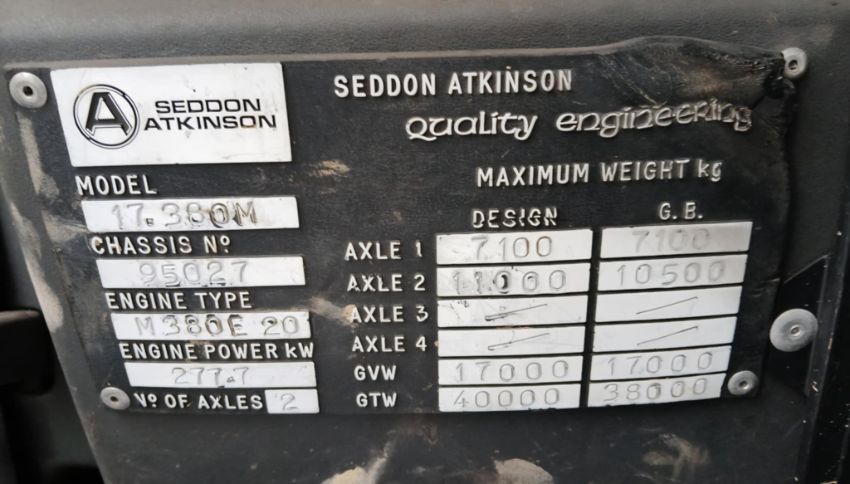 A SEDDON ATKINSON
SEDDON ATKINSON
Quality engineering
MODEL
17.380M
MAXIMUM WEIGHT kg
DESIGN G.B.
CHASSIS Nº
95027
AXLE 1 7100 7100
ENGINE TYPE
M380E 20
AXLE 2 11000 10500
AXLE 3
ENGINE POWER kW
277.7
AXLE 4
GVW 17000 17000
Nº OF AXLES 2
GTW 40000 38000